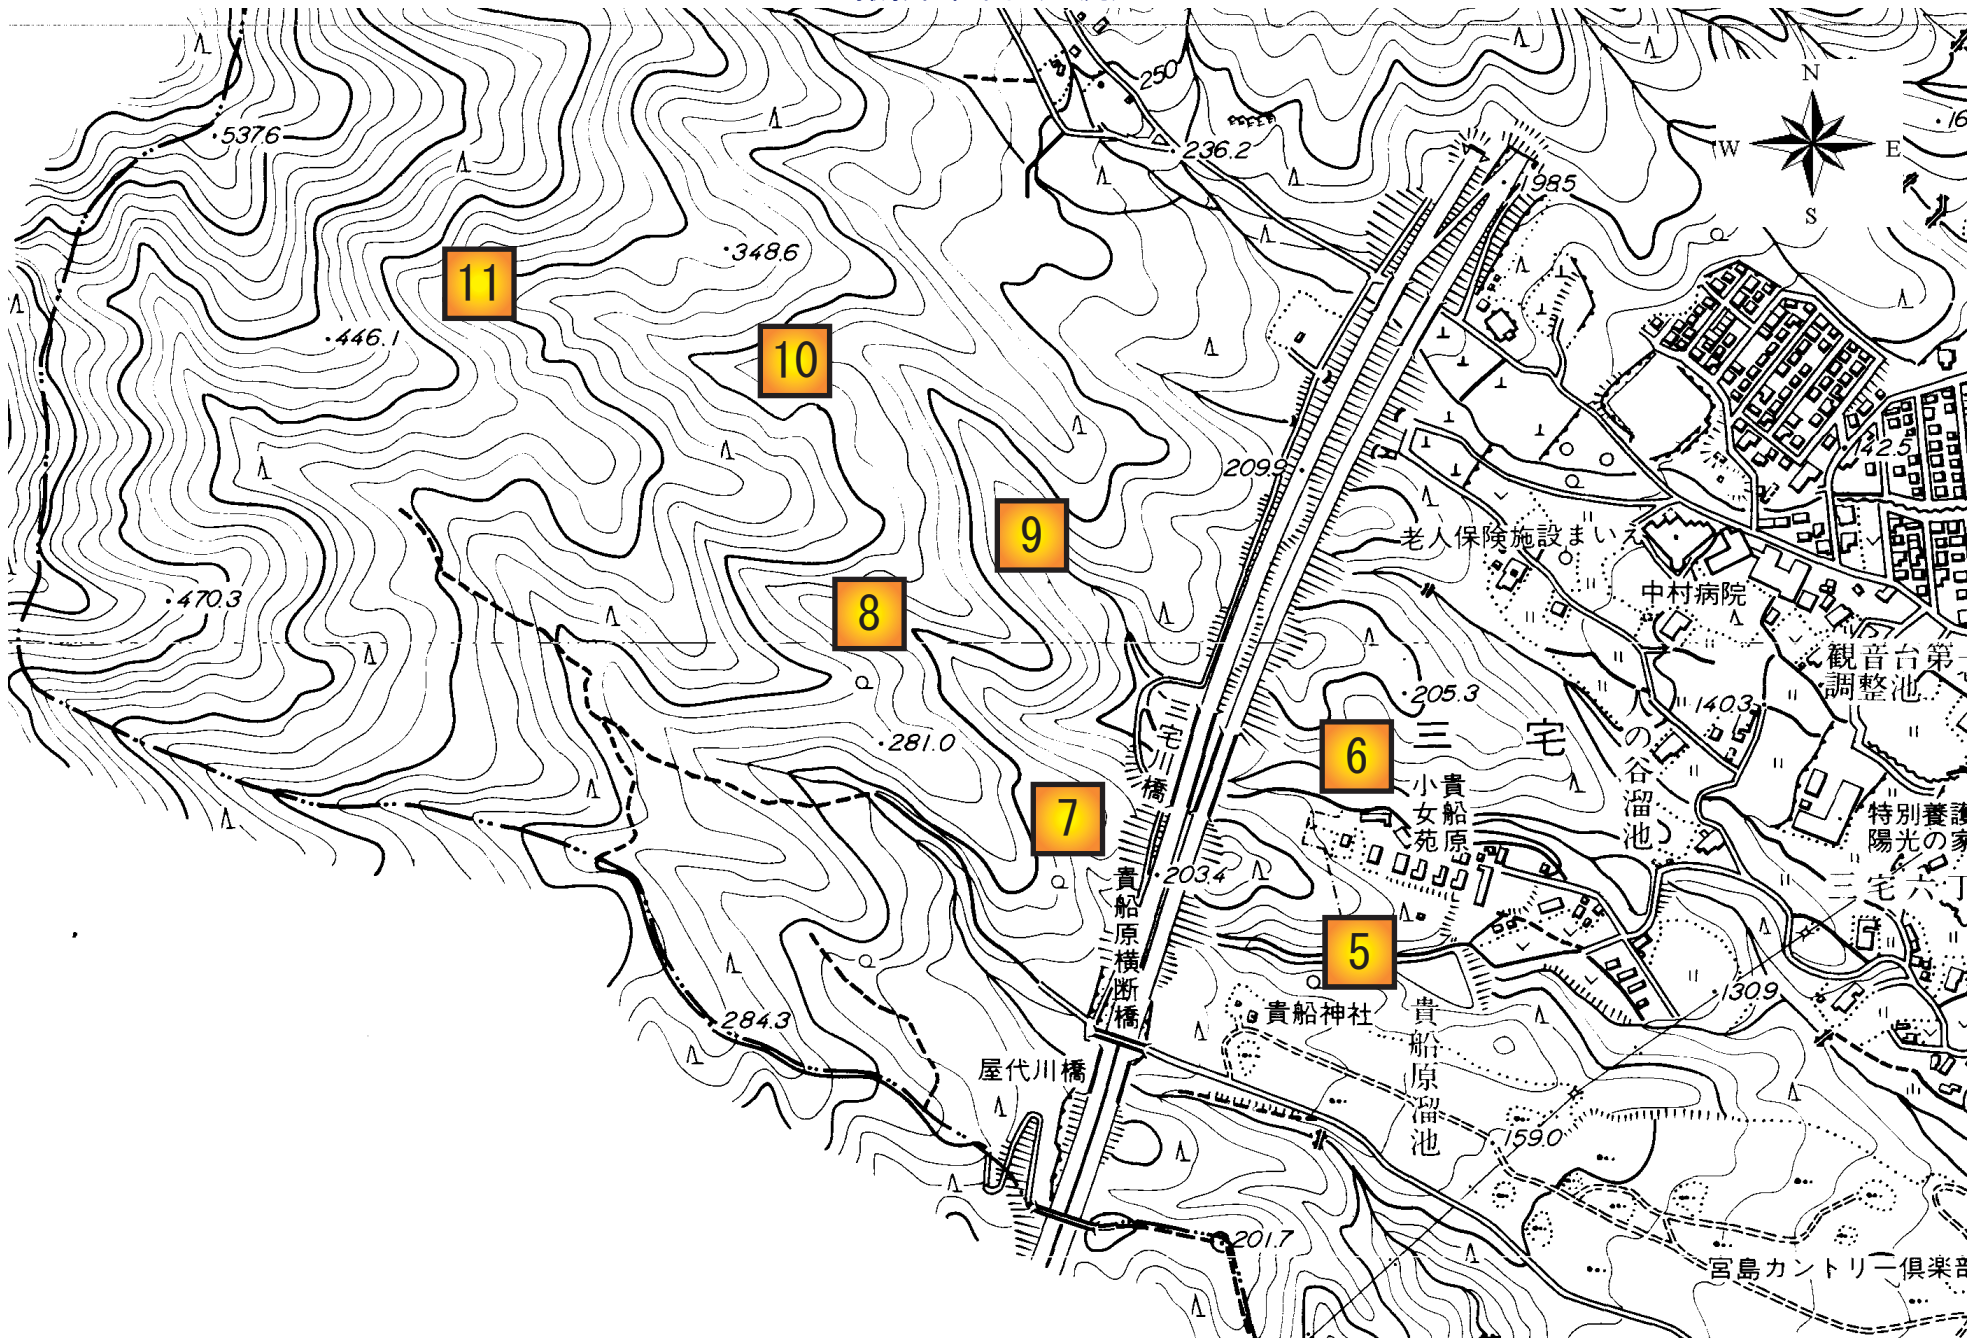 250
N
W
E
S
537.6
236.2
198.5
16
348.6
11
446.1
10
142.5
209.9
9
老人保険施設まいえ
中村病院
470.3
8
観音台第一
調整池
205.3
三宅
140.3
八の谷溜池
281.0
三宅川橋
6
貴船原
小女苑
7
特別養護
陽光の家
203.4
三宅六丁
貴船原横断橋
5
130.9
貴船神社
284.3
貴船原溜池
屋代川橋
159.0
201.7
宮島カントリー倶楽部